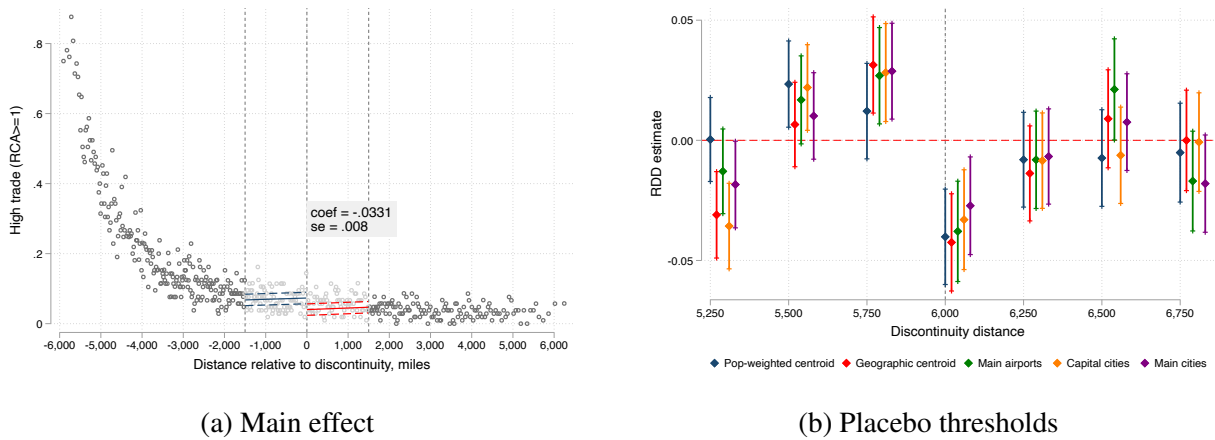 High trade (RCA>=1)
.8
.6
.4
.2
0
coef = -.0331
se = .008
-6,000 -5,000 -4,000 -3,000 -2,000 -1,000 0 1,000 2,000 3,000 4,000 5,000 6,000
Distance relative to discontinuity, miles
(a) Main effect
RDD estimate
0.05
0.00
-0.05
5,250 5,500 5,750 6,000 6,250 6,500 6,750
Discontinuity distance
Pop-weighted centroid Geographic centroid Main airports Capital cities Main cities
(b) Placebo thresholds